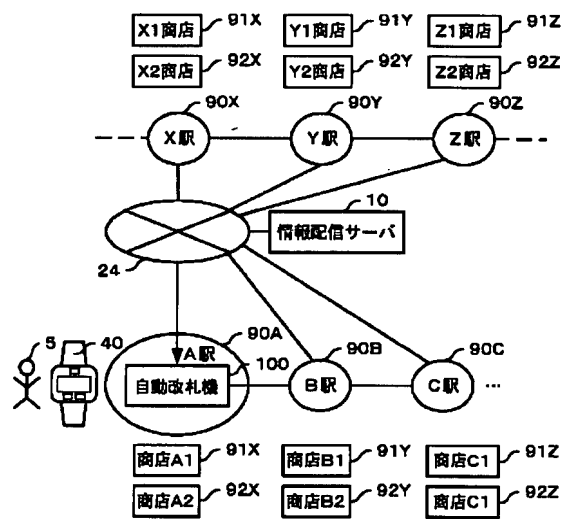 X1商店 91X Y1商店 91Y Z1商店 91Z
X2商店 92X Y2商店 92Y Z2商店 92Z
90X 90Y 90Z
X駅 Y駅 Z駅
10
情報配信サーバ
24
5 40 90A 90B 90C
A駅 100
自動改札機 B駅 C駅 …
商店A1 91X 商店B1 91Y 商店C1 91Z
商店A2 92X 商店B2 92Y 商店C1 92Z